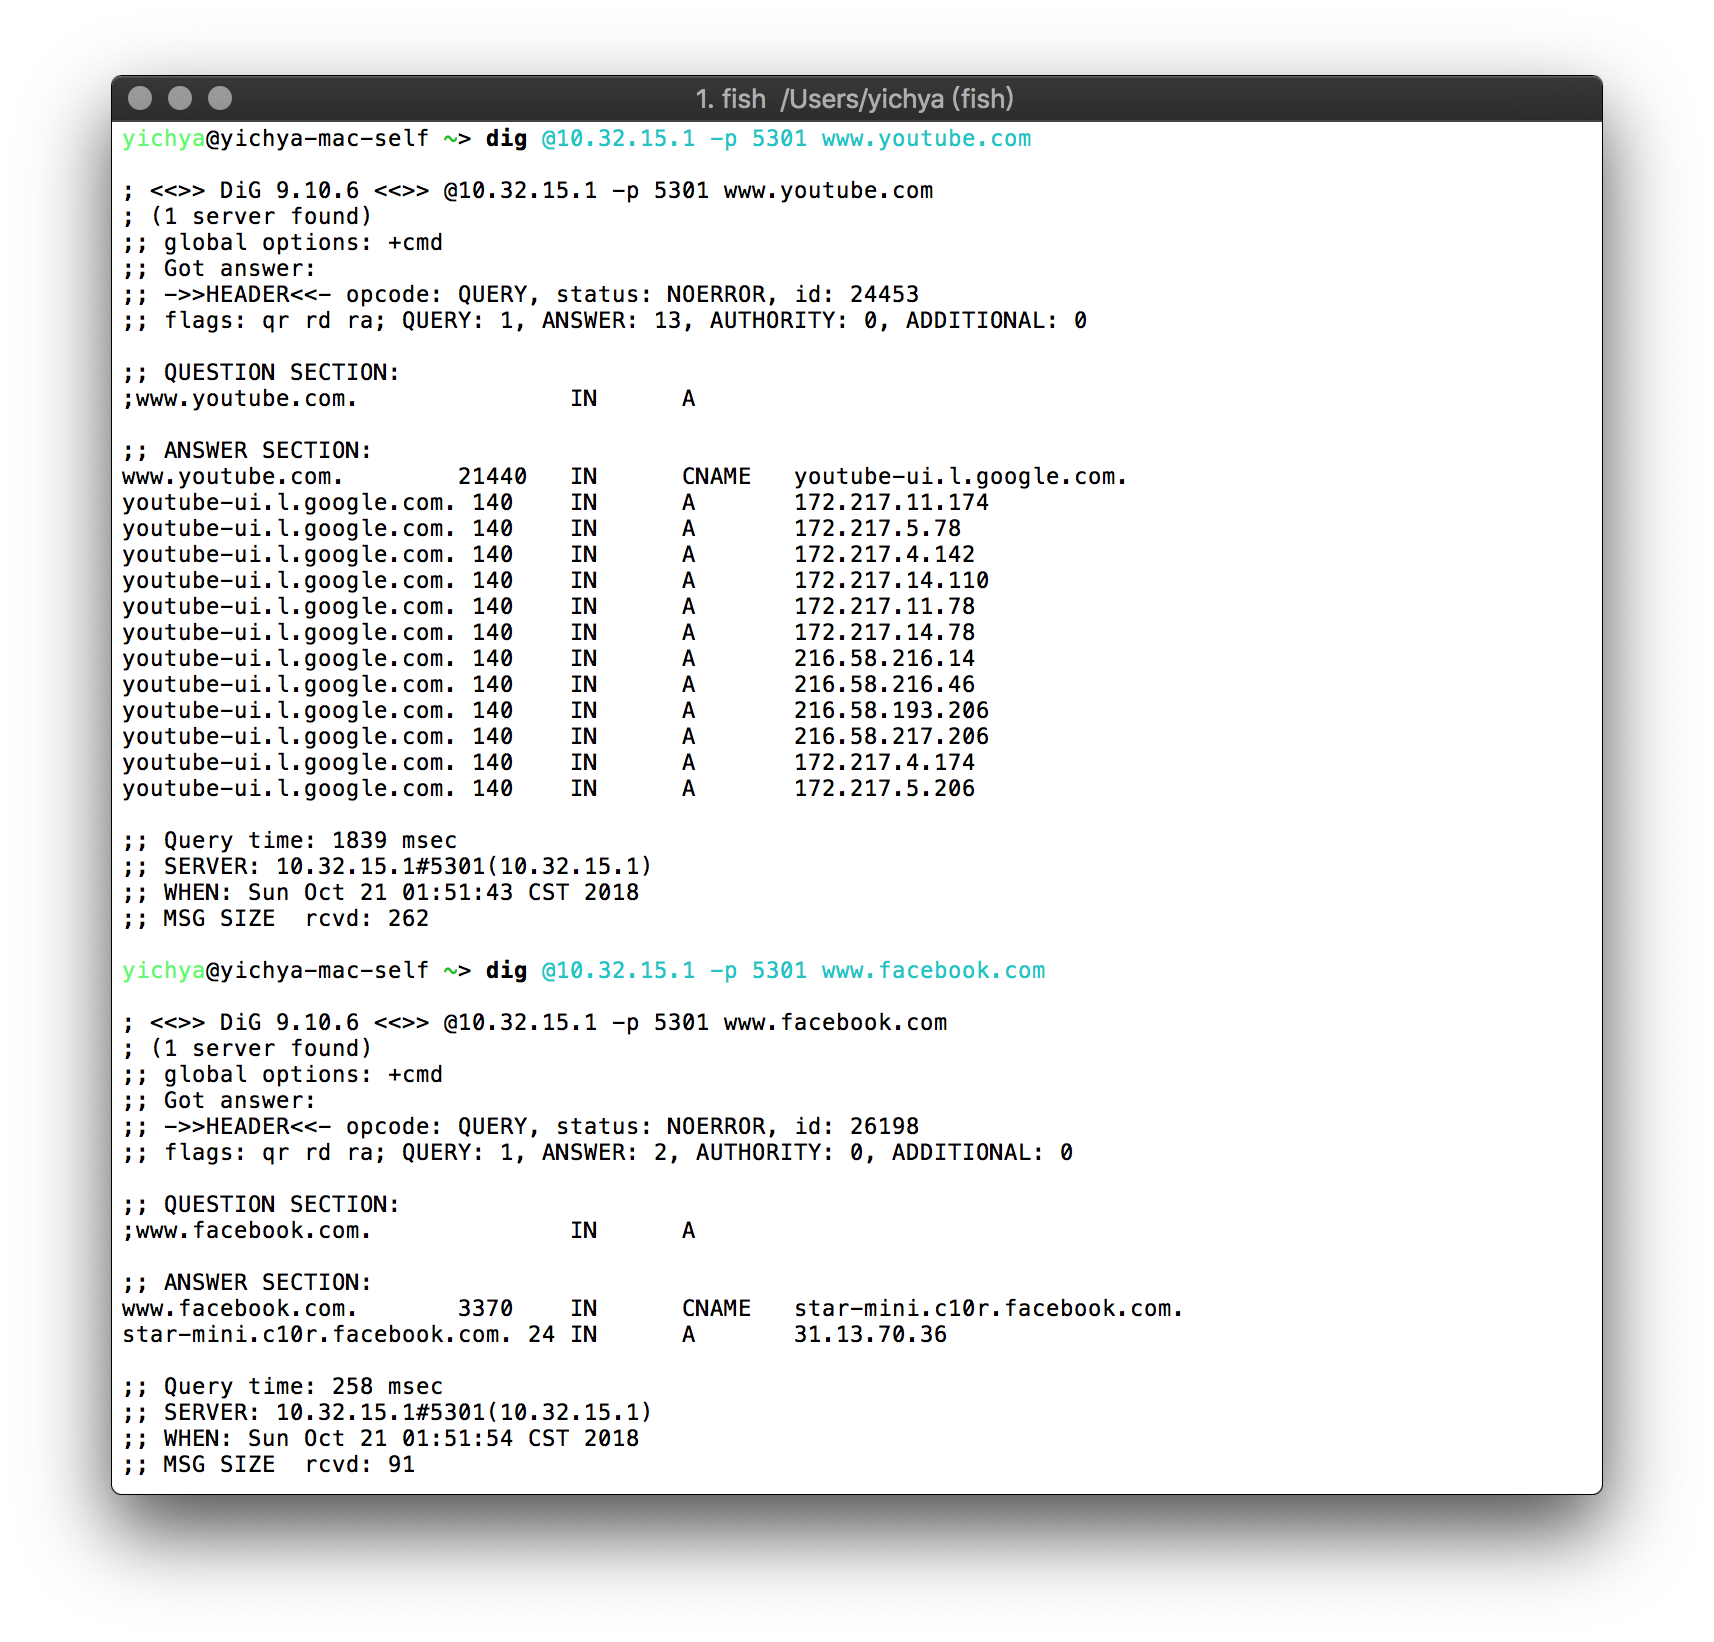 1. fish  /Users/yichya (fish)
yichya@yichya-mac-self ~> dig @10.32.15.1 -p 5301 www.youtube.com

; <<>> DiG 9.10.6 <<>> @10.32.15.1 -p 5301 www.youtube.com
; (1 server found)
;; global options: +cmd
;; Got answer:
;; ->>HEADER<<- opcode: QUERY, status: NOERROR, id: 24453
;; flags: qr rd ra; QUERY: 1, ANSWER: 13, AUTHORITY: 0, ADDITIONAL: 0

;; QUESTION SECTION:
;www.youtube.com.               IN      A

;; ANSWER SECTION:
www.youtube.com.        21440   IN      CNAME   youtube-ui.l.google.com.
youtube-ui.l.google.com. 140    IN      A       172.217.11.174
youtube-ui.l.google.com. 140    IN      A       172.217.5.78
youtube-ui.l.google.com. 140    IN      A       172.217.4.142
youtube-ui.l.google.com. 140    IN      A       172.217.14.110
youtube-ui.l.google.com. 140    IN      A       172.217.11.78
youtube-ui.l.google.com. 140    IN      A       172.217.14.78
youtube-ui.l.google.com. 140    IN      A       216.58.216.14
youtube-ui.l.google.com. 140    IN      A       216.58.216.46
youtube-ui.l.google.com. 140    IN      A       216.58.193.206
youtube-ui.l.google.com. 140    IN      A       216.58.217.206
youtube-ui.l.google.com. 140    IN      A       172.217.4.174
youtube-ui.l.google.com. 140    IN      A       172.217.5.206

;; Query time: 1839 msec
;; SERVER: 10.32.15.1#5301(10.32.15.1)
;; WHEN: Sun Oct 21 01:51:43 CST 2018
;; MSG SIZE  rcvd: 262

yichya@yichya-mac-self ~> dig @10.32.15.1 -p 5301 www.facebook.com

; <<>> DiG 9.10.6 <<>> @10.32.15.1 -p 5301 www.facebook.com
; (1 server found)
;; global options: +cmd
;; Got answer:
;; ->>HEADER<<- opcode: QUERY, status: NOERROR, id: 26198
;; flags: qr rd ra; QUERY: 1, ANSWER: 2, AUTHORITY: 0, ADDITIONAL: 0

;; QUESTION SECTION:
;www.facebook.com.              IN      A

;; ANSWER SECTION:
www.facebook.com.       3370    IN      CNAME   star-mini.c10r.facebook.com.
star-mini.c10r.facebook.com. 24 IN      A       31.13.70.36

;; Query time: 258 msec
;; SERVER: 10.32.15.1#5301(10.32.15.1)
;; WHEN: Sun Oct 21 01:51:54 CST 2018
;; MSG SIZE  rcvd: 91